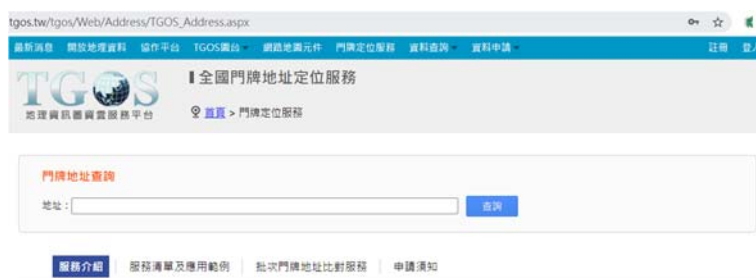 tgos.tw/tgos/Web/Address/TGOS_Address.aspx
最新消息 開放地理資料 協作平台 TGOS圖台 網路地圖元件 門牌定位服務 資料查詢 資料申請 註冊 登入
TGOS
地理資訊圖資雲服務平台
全國門牌地址定位服務
首頁 > 門牌定位服務
門牌地址查詢
地址：
查詢
服務介紹 服務清單及應用範例 批次門牌地址比對服務 申請須知